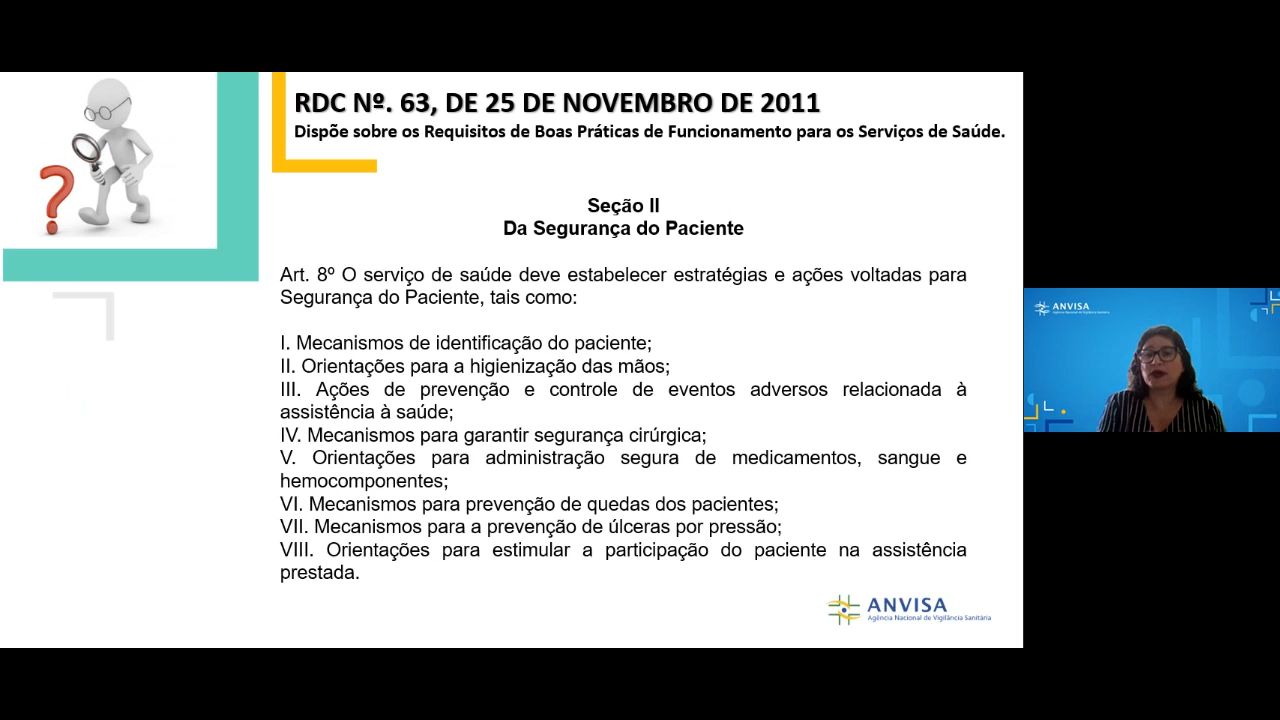 RDC Nº. 63, DE 25 DE NOVEMBRO DE 2011
Dispõe sobre os Requisitos de Boas Práticas de Funcionamento para os Serviços de Saúde.
Seção II
Da Segurança do Paciente
Art. 8º O serviço de saúde deve estabelecer estratégias e ações voltadas para
Segurança do Paciente, tais como:
I. Mecanismos de identificação do paciente;
II. Orientações para a higienização das mãos;
III. Ações de prevenção e controle de eventos adversos relacionada à
assistência à saúde;
IV. Mecanismos para garantir segurança cirúrgica;
V. Orientações para administração segura de medicamentos, sangue e
hemocomponentes;
VI. Mecanismos para prevenção de quedas dos pacientes;
VII. Mecanismos para a prevenção de úlceras por pressão;
VIII. Orientações para estimular a participação do paciente na assistência
prestada.
ANVISA
Agência Nacional de Vigilância Sanitária
ANVISA
Agência Nacional de Vigilância Sanitária